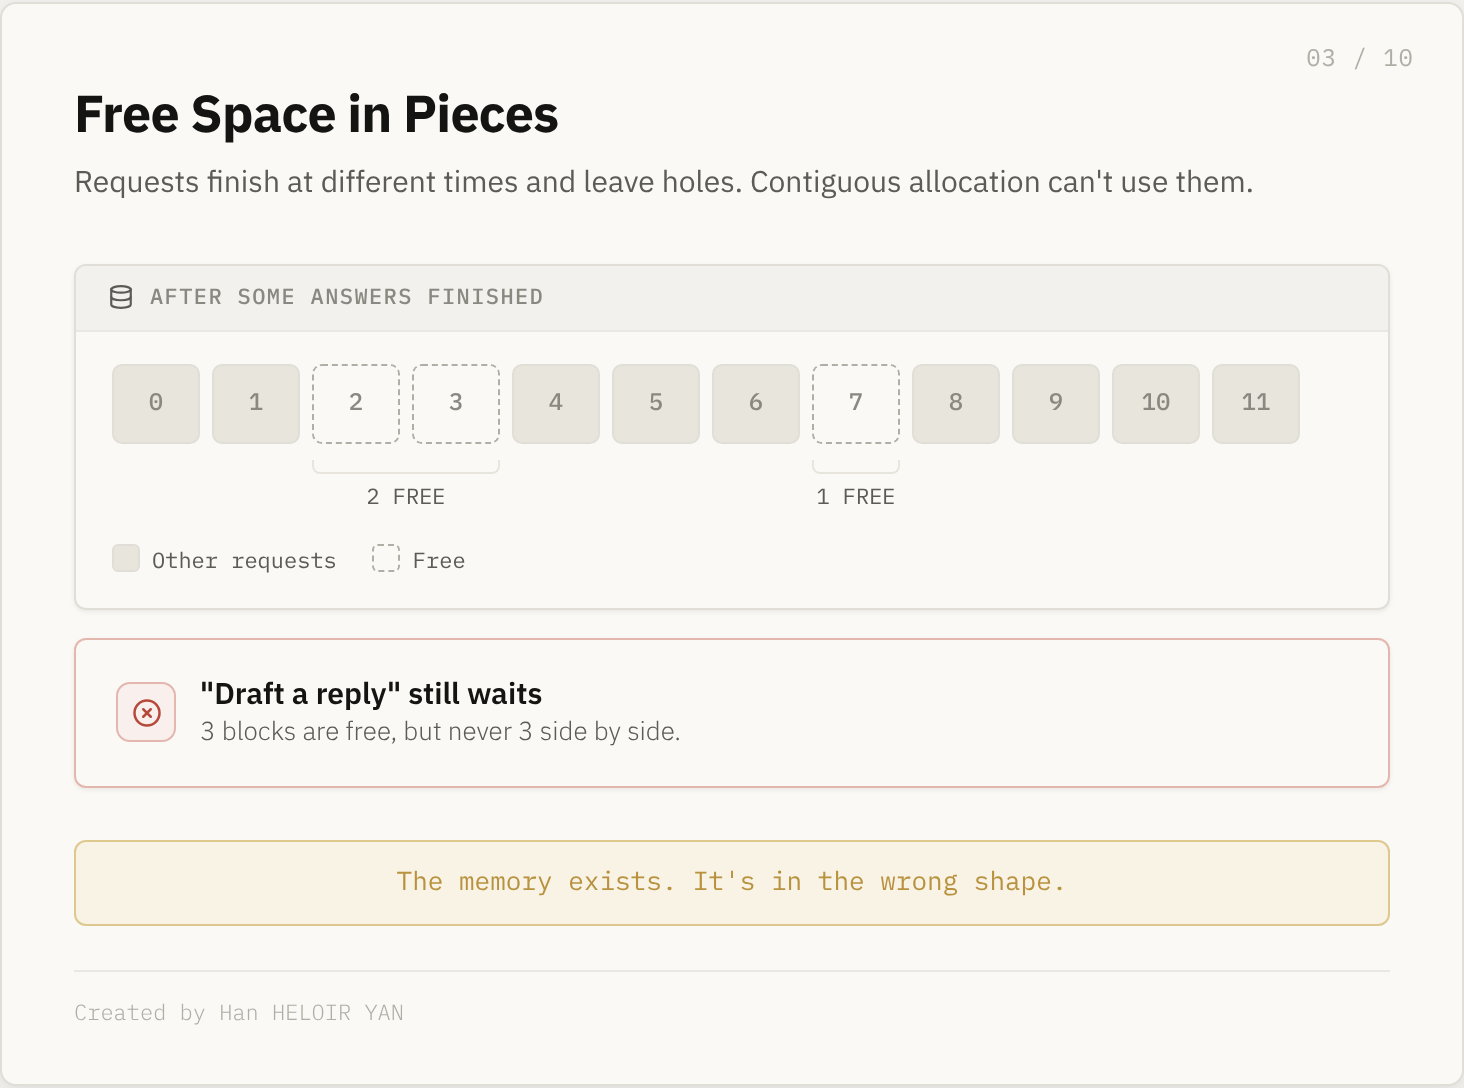 03 / 10
Free Space in Pieces
Requests finish at different times and leave holes. Contiguous allocation can't use them.
AFTER SOME ANSWERS FINISHED
0 1 2 3 4 5 6 7 8 9 10 11
2 FREE 1 FREE
Other requests Free
"Draft a reply" still waits
3 blocks are free, but never 3 side by side.
The memory exists. It's in the wrong shape.
Created by Han HELOIR YAN